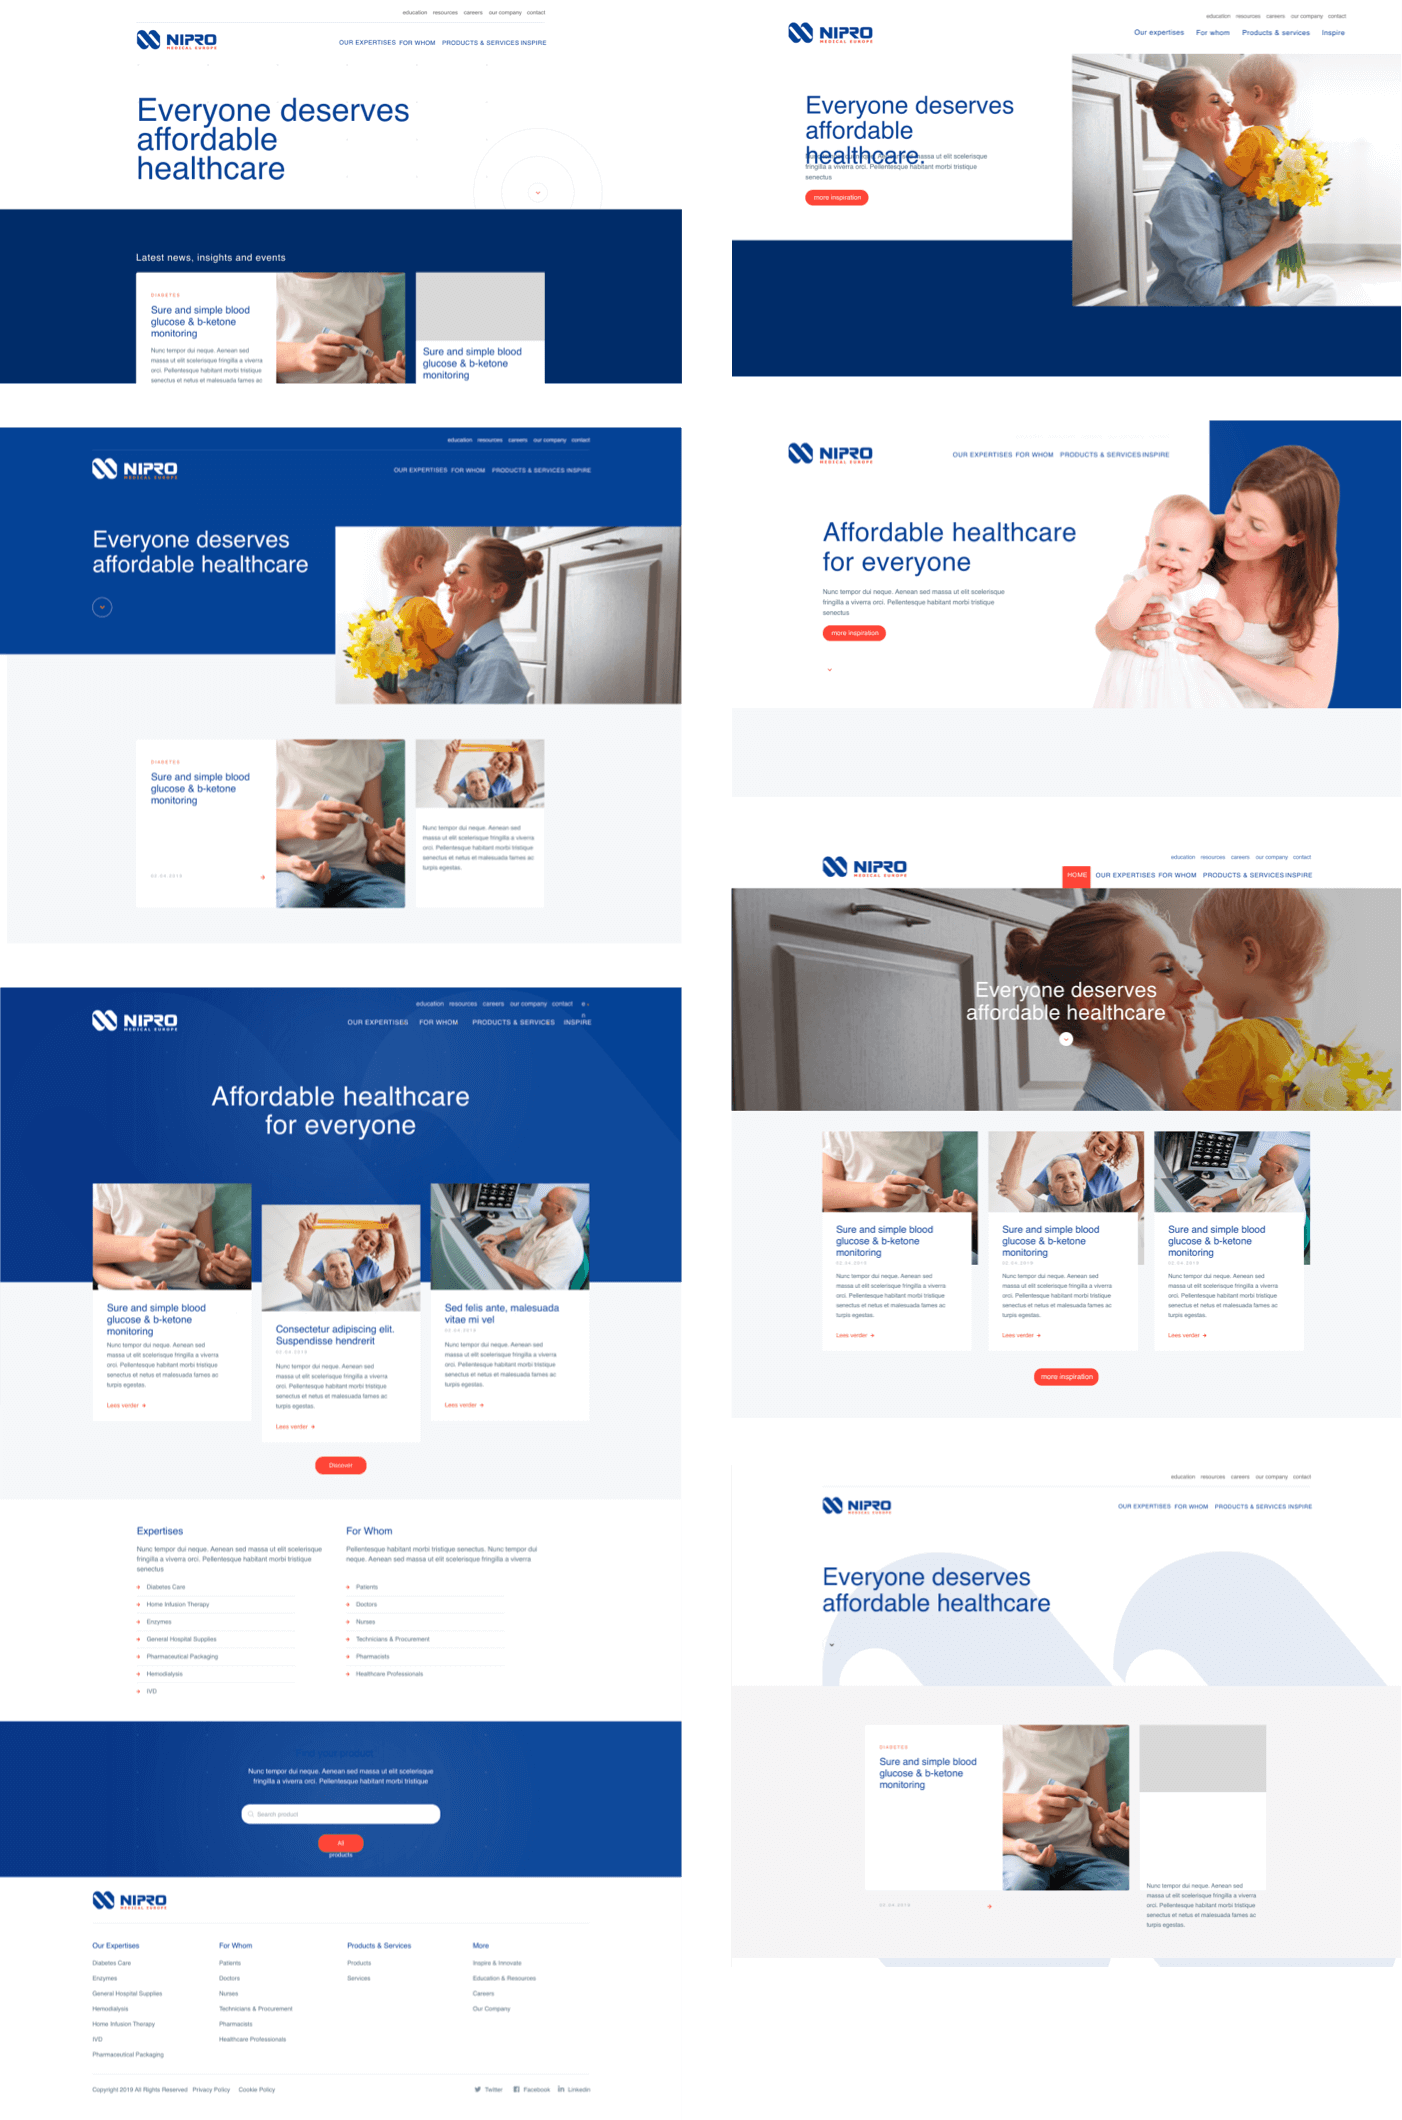 education resources careers our company contact
NIPRO
MEDICAL EUROPE
OUR EXPERTISES FOR WHOM PRODUCTS & SERVICES INSPIRE
Everyone deserves
affordable
healthcare
Latest news, insights and events
DIABETES
Sure and simple blood
glucose & b-ketone
monitoring
Nunc tempor dui neque. Aenean sed
massa ut elit scelerisque fringilla a viverra
orci. Pellentesque habitant morbi tristique
senectus et netus et malesuada fames ac
Sure and simple blood
glucose & b-ketone
monitoring
education resources careers our company contact
NIPRO
MEDICAL EUROPE
OUR EXPERTISES FOR WHOM PRODUCTS & SERVICES INSPIRE
Everyone deserves
affordable healthcare
DIABETES
Sure and simple blood
glucose & b-ketone
monitoring
02 04 2019
Nunc tempor dui neque. Aenean sed
massa ut elit scelerisque fringilla a viverra
orci. Pellentesque habitant morbi tristique
senectus et netus et malesuada fames ac
turpis egestas.
education resources careers our company contact
NIPRO
MEDICAL EUROPE
OUR EXPERTISES FOR WHOM PRODUCTS & SERVICES INSPIRE
Affordable healthcare
for everyone
Sure and simple blood
glucose & b-ketone
monitoring
Nunc tempor dui neque. Aenean sed
massa ut elit scelerisque fringilla a viverra
orci. Pellentesque habitant morbi tristique
senectus et netus et malesuada fames ac
turpis egestas.
Lees verder
Consectetur adipiscing elit.
Suspendisse hendrerit
02 04 2019
Nunc tempor dui neque. Aenean sed
massa ut elit scelerisque fringilla a viverra
orci. Pellentesque habitant morbi tristique
senectus et netus et malesuada fames ac
turpis egestas.
Lees verder
Sed felis ante, malesuada
vitae mi vel
02 04 2019
Nunc tempor dui neque. Aenean sed
massa ut elit scelerisque fringilla a viverra
orci. Pellentesque habitant morbi tristique
senectus et netus et malesuada fames ac
turpis egestas.
Lees verder
Discover
Expertises
Nunc tempor dui neque. Aenean sed massa ut elit scelerisque
fringilla a viverra orci. Pellentesque habitant morbi tristique
senectus
Diabetes Care
Home Infusion Therapy
Enzymes
General Hospital Supplies
Pharmaceutical Packaging
Hemodialysis
IVD
For Whom
Pellentesque habitant morbi tristique senectus. Nunc tempor dui
neque. Aenean sed massa ut elit scelerisque fringilla a viverra
Patients
Doctors
Nurses
Technicians & Procurement
Pharmacists
Healthcare Professionals
Nunc tempor dui neque. Aenean sed massa ut elit scelerisque
fringilla a viverra orci. Pellentesque habitant morbi tristique
Search product
All
products
NIPRO
MEDICAL EUROPE
Our Expertises
Diabetes Care
Enzymes
General Hospital Supplies
Hemodialysis
Home Infusion Therapy
IVD
Pharmaceutical Packaging
For Whom
Patients
Doctors
Nurses
Technicians & Procurement
Pharmacists
Healthcare Professionals
Products & Services
Products
Services
More
Inspire & Innovate
Education & Resources
Careers
Our Company
Copyright 2019 All Rights Reserved Privacy Policy Cookie Policy
Twitter Facebook Linkedin
education resources careers our company contact
NIPRO
MEDICAL EUROPE
Our expertises For whom Products & services Inspire
Everyone deserves
affordable
healthcare.
massa ut elit scelerisque
fringilla a viverra orci. Pellentesque habitant morbi tristique
senectus
more inspiration
NIPRO
MEDICAL EUROPE
OUR EXPERTISES FOR WHOM PRODUCTS & SERVICES INSPIRE
Affordable healthcare
for everyone
Nunc tempor dui neque. Aenean sed massa ut elit scelerisque
fringilla a viverra orci. Pellentesque habitant morbi tristique
senectus
more inspiration
education resources careers our company contact
NIPRO
MEDICAL EUROPE
HOME OUR EXPERTISES FOR WHOM PRODUCTS & SERVICES INSPIRE
Everyone deserves
affordable healthcare
Sure and simple blood
glucose & b-ketone
monitoring
02 04 2019
Nunc tempor dui neque. Aenean sed
massa ut elit scelerisque fringilla a viverra
orci. Pellentesque habitant morbi tristique
senectus et netus et malesuada fames ac
turpis egestas.
Lees verder
Sure and simple blood
glucose & b-ketone
monitoring
02 04 2019
Nunc tempor dui neque. Aenean sed
massa ut elit scelerisque fringilla a viverra
orci. Pellentesque habitant morbi tristique
senectus et netus et malesuada fames ac
turpis egestas.
Lees verder
Sure and simple blood
glucose & b-ketone
monitoring
02 04 2019
Nunc tempor dui neque. Aenean sed
massa ut elit scelerisque fringilla a viverra
orci. Pellentesque habitant morbi tristique
senectus et netus et malesuada fames ac
turpis egestas.
Lees verder
more inspiration
education resources careers our company contact
NIPRO
MEDICAL EUROPE
OUR EXPERTISES FOR WHOM PRODUCTS & SERVICES INSPIRE
Everyone deserves
affordable healthcare
DIABETES
Sure and simple blood
glucose & b-ketone
monitoring
02 04 2019
Nunc tempor dui neque. Aenean sed
massa ut elit scelerisque fringilla a viverra
orci. Pellentesque habitant morbi tristique
senectus et netus et malesuada fames ac
turpis egestas.